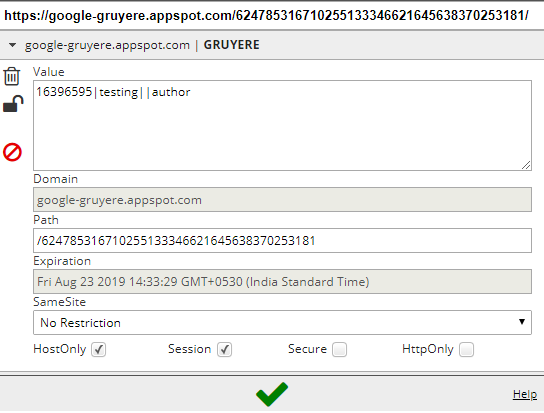 https://google-gruyere.appspot.com/624785316710255133346621645638370253181/
google-gruyere.appspot.com | GRUYERE
Value
16396595|testing||author
Domain
google-gruyere.appspot.com
Path
/624785316710255133346621645638370253181
Expiration
Fri Aug 23 2019 14:33:29 GMT+0530 (India Standard Time)
SameSite
No Restriction
HostOnly Session Secure HttpOnly
Help